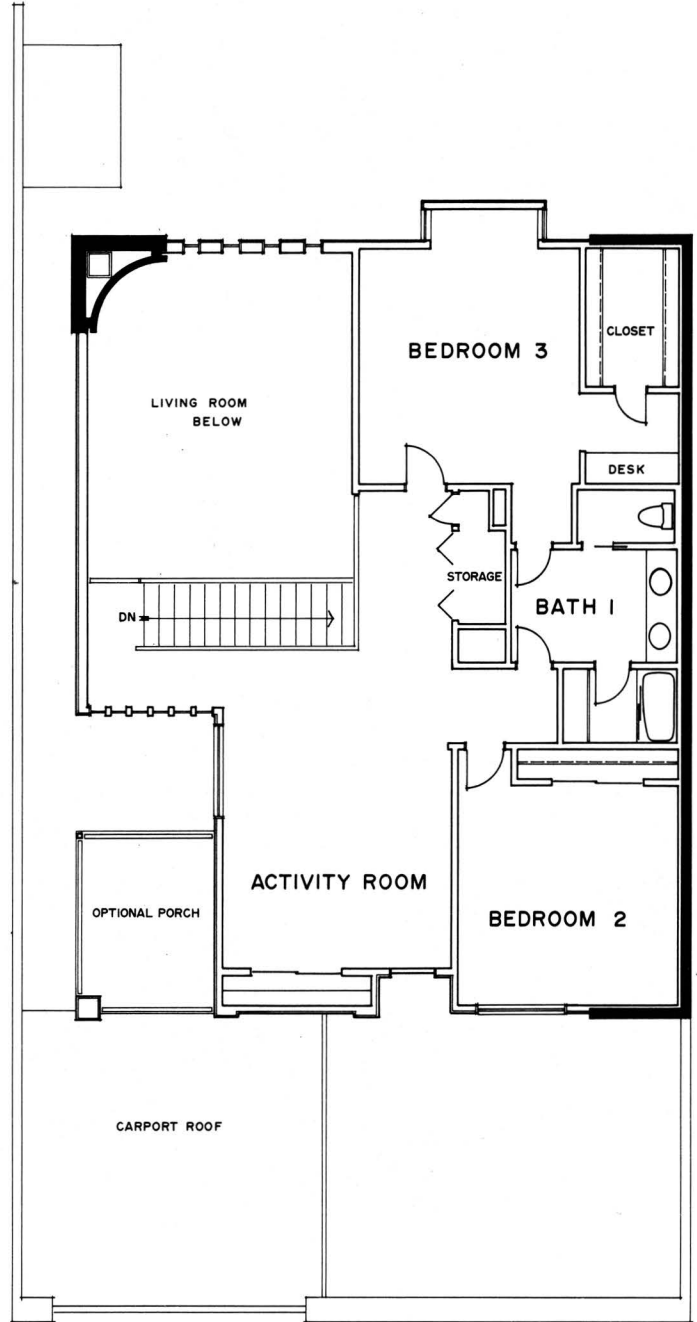 BEDROOM 3
CLOSET
LIVING ROOM
BELOW
DESK
STORAGE
BATH 1
DN
ACTIVITY ROOM
OPTIONAL PORCH
BEDROOM 2
CARPORT ROOF